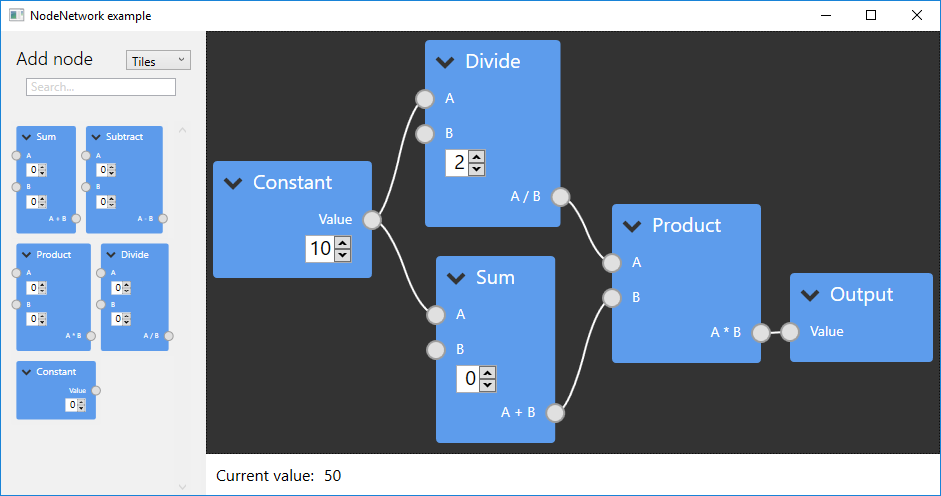 NodeNetwork example
Add node
Tiles
Search...
Sum
A
0
B
0
A + B
Subtract
A
0
B
0
A - B
Product
A
0
B
0
A * B
Divide
A
0
B
0
A / B
Constant
Value
0
Constant
Value
10
Divide
A
B
2
A / B
Sum
A
B
0
A + B
Product
A
B
A * B
Output
Value
Current value: 50